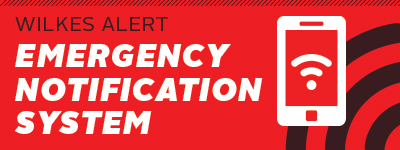 WILKES ALERT
EMERGENCY
NOTIFICATION
SYSTEM